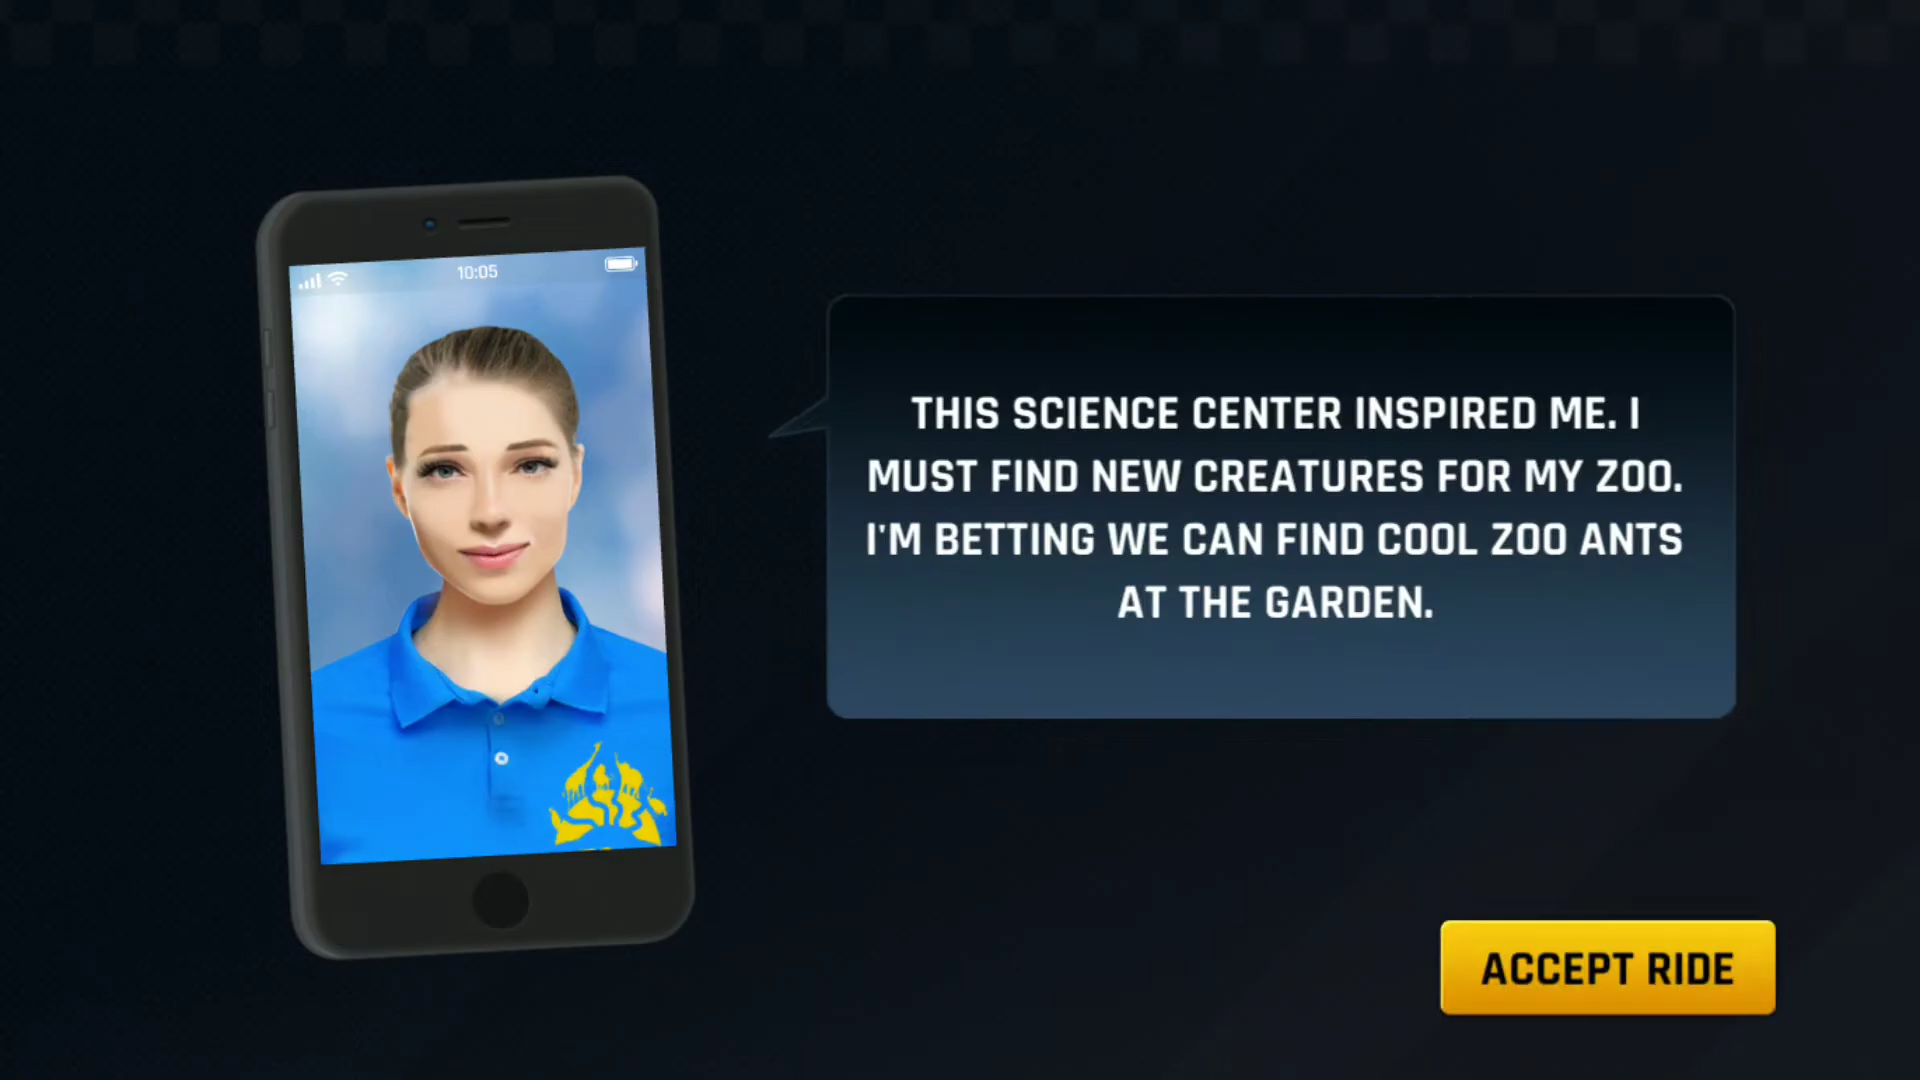 10:05
THIS SCIENCE CENTER INSPIRED ME. I
MUST FIND NEW CREATURES FOR MY ZOO.
I'M BETTING WE CAN FIND COOL ZOO ANTS
AT THE GARDEN.
ACCEPT RIDE